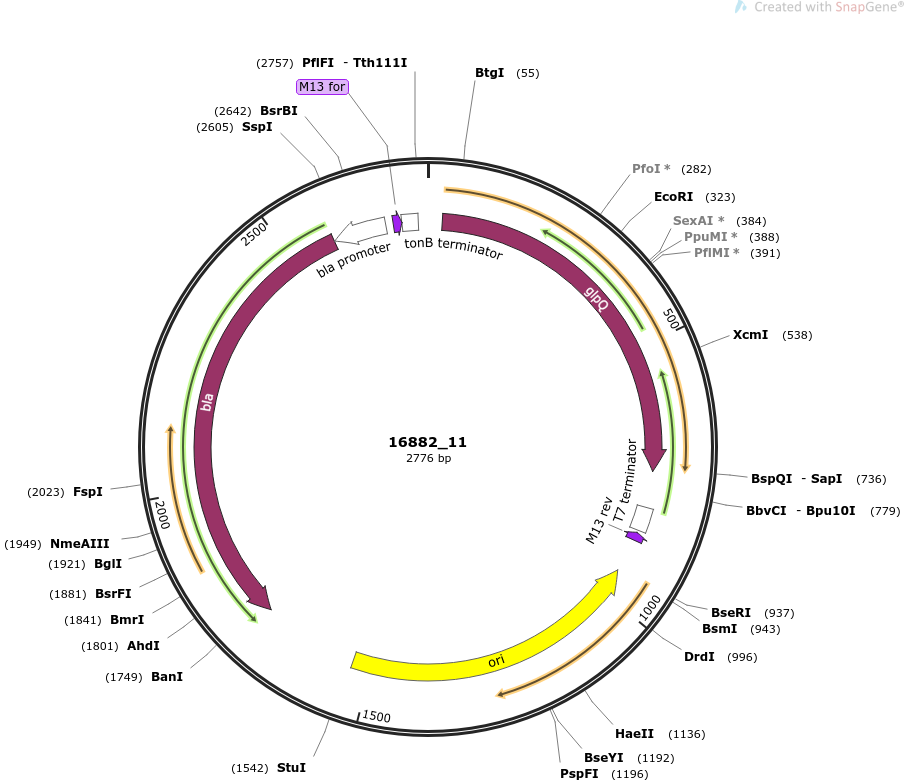 Created with SnapGene®
(2757) PflFI - Tth111I
BtgI (55)
M13 for
(2642) BsrBI
(2605) SspI
PfoI * (282)
EcoRI (323)
SexAI * (384)
PpuMI * (388)
PflMI * (391)
2500
bla promoter
tonB terminator
glpQ
500
XcmI (538)
bla
16882_11
2776 bp
T7 terminator
M13 rev
BspQI - SapI (736)
BbvCI - Bpu10I (779)
(2023) FspI
2000
(1949) NmeAIII
(1921) BglI
(1881) BsrFI
(1841) BmrI
(1801) AhdI
(1749) BanI
1000
BseRI (937)
BsmI (943)
DrdI (996)
ori
1500
HaeII (1136)
BseYI (1192)
PspFI (1196)
(1542) StuI